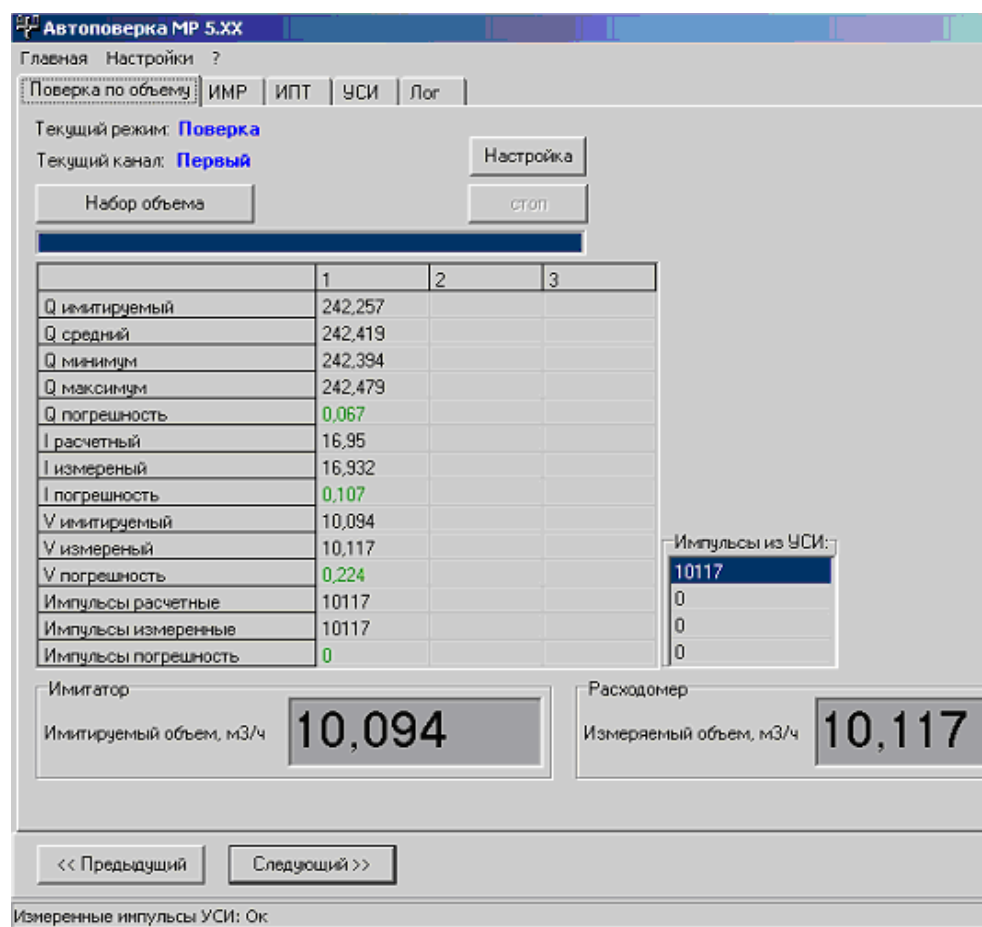 Автоповерка МР 5.XX
Главная Настройки ?
Поверка по объему ИМР ИПТ УСИ Лог
Текущий режим: Поверка
Текущий канал: Первый
Настройка
Набор объема
стоп
1 2 3
Q имитируемый 242,257
Q средний 242,419
Q минимум 242,394
Q максимум 242,479
Q погрешность 0,067
I расчетный 16,95
I измереный 16,932
I погрешность 0,107
V имитируемый 10,094
V измереный 10,117
V погрешность 0,224
Импульсы расчетные 10117
Импульсы измеренные 10117
Импульсы погрешность 0
Импульсы из УСИ:
10117
0
0
0
Имитатор
Имитируемый объем, м3/ч 10,094
Расходомер
Измеряемый объем, м3/ч 10,117
<< Предыдущий Следующий >>
Измеренные импульсы УСИ: Ок